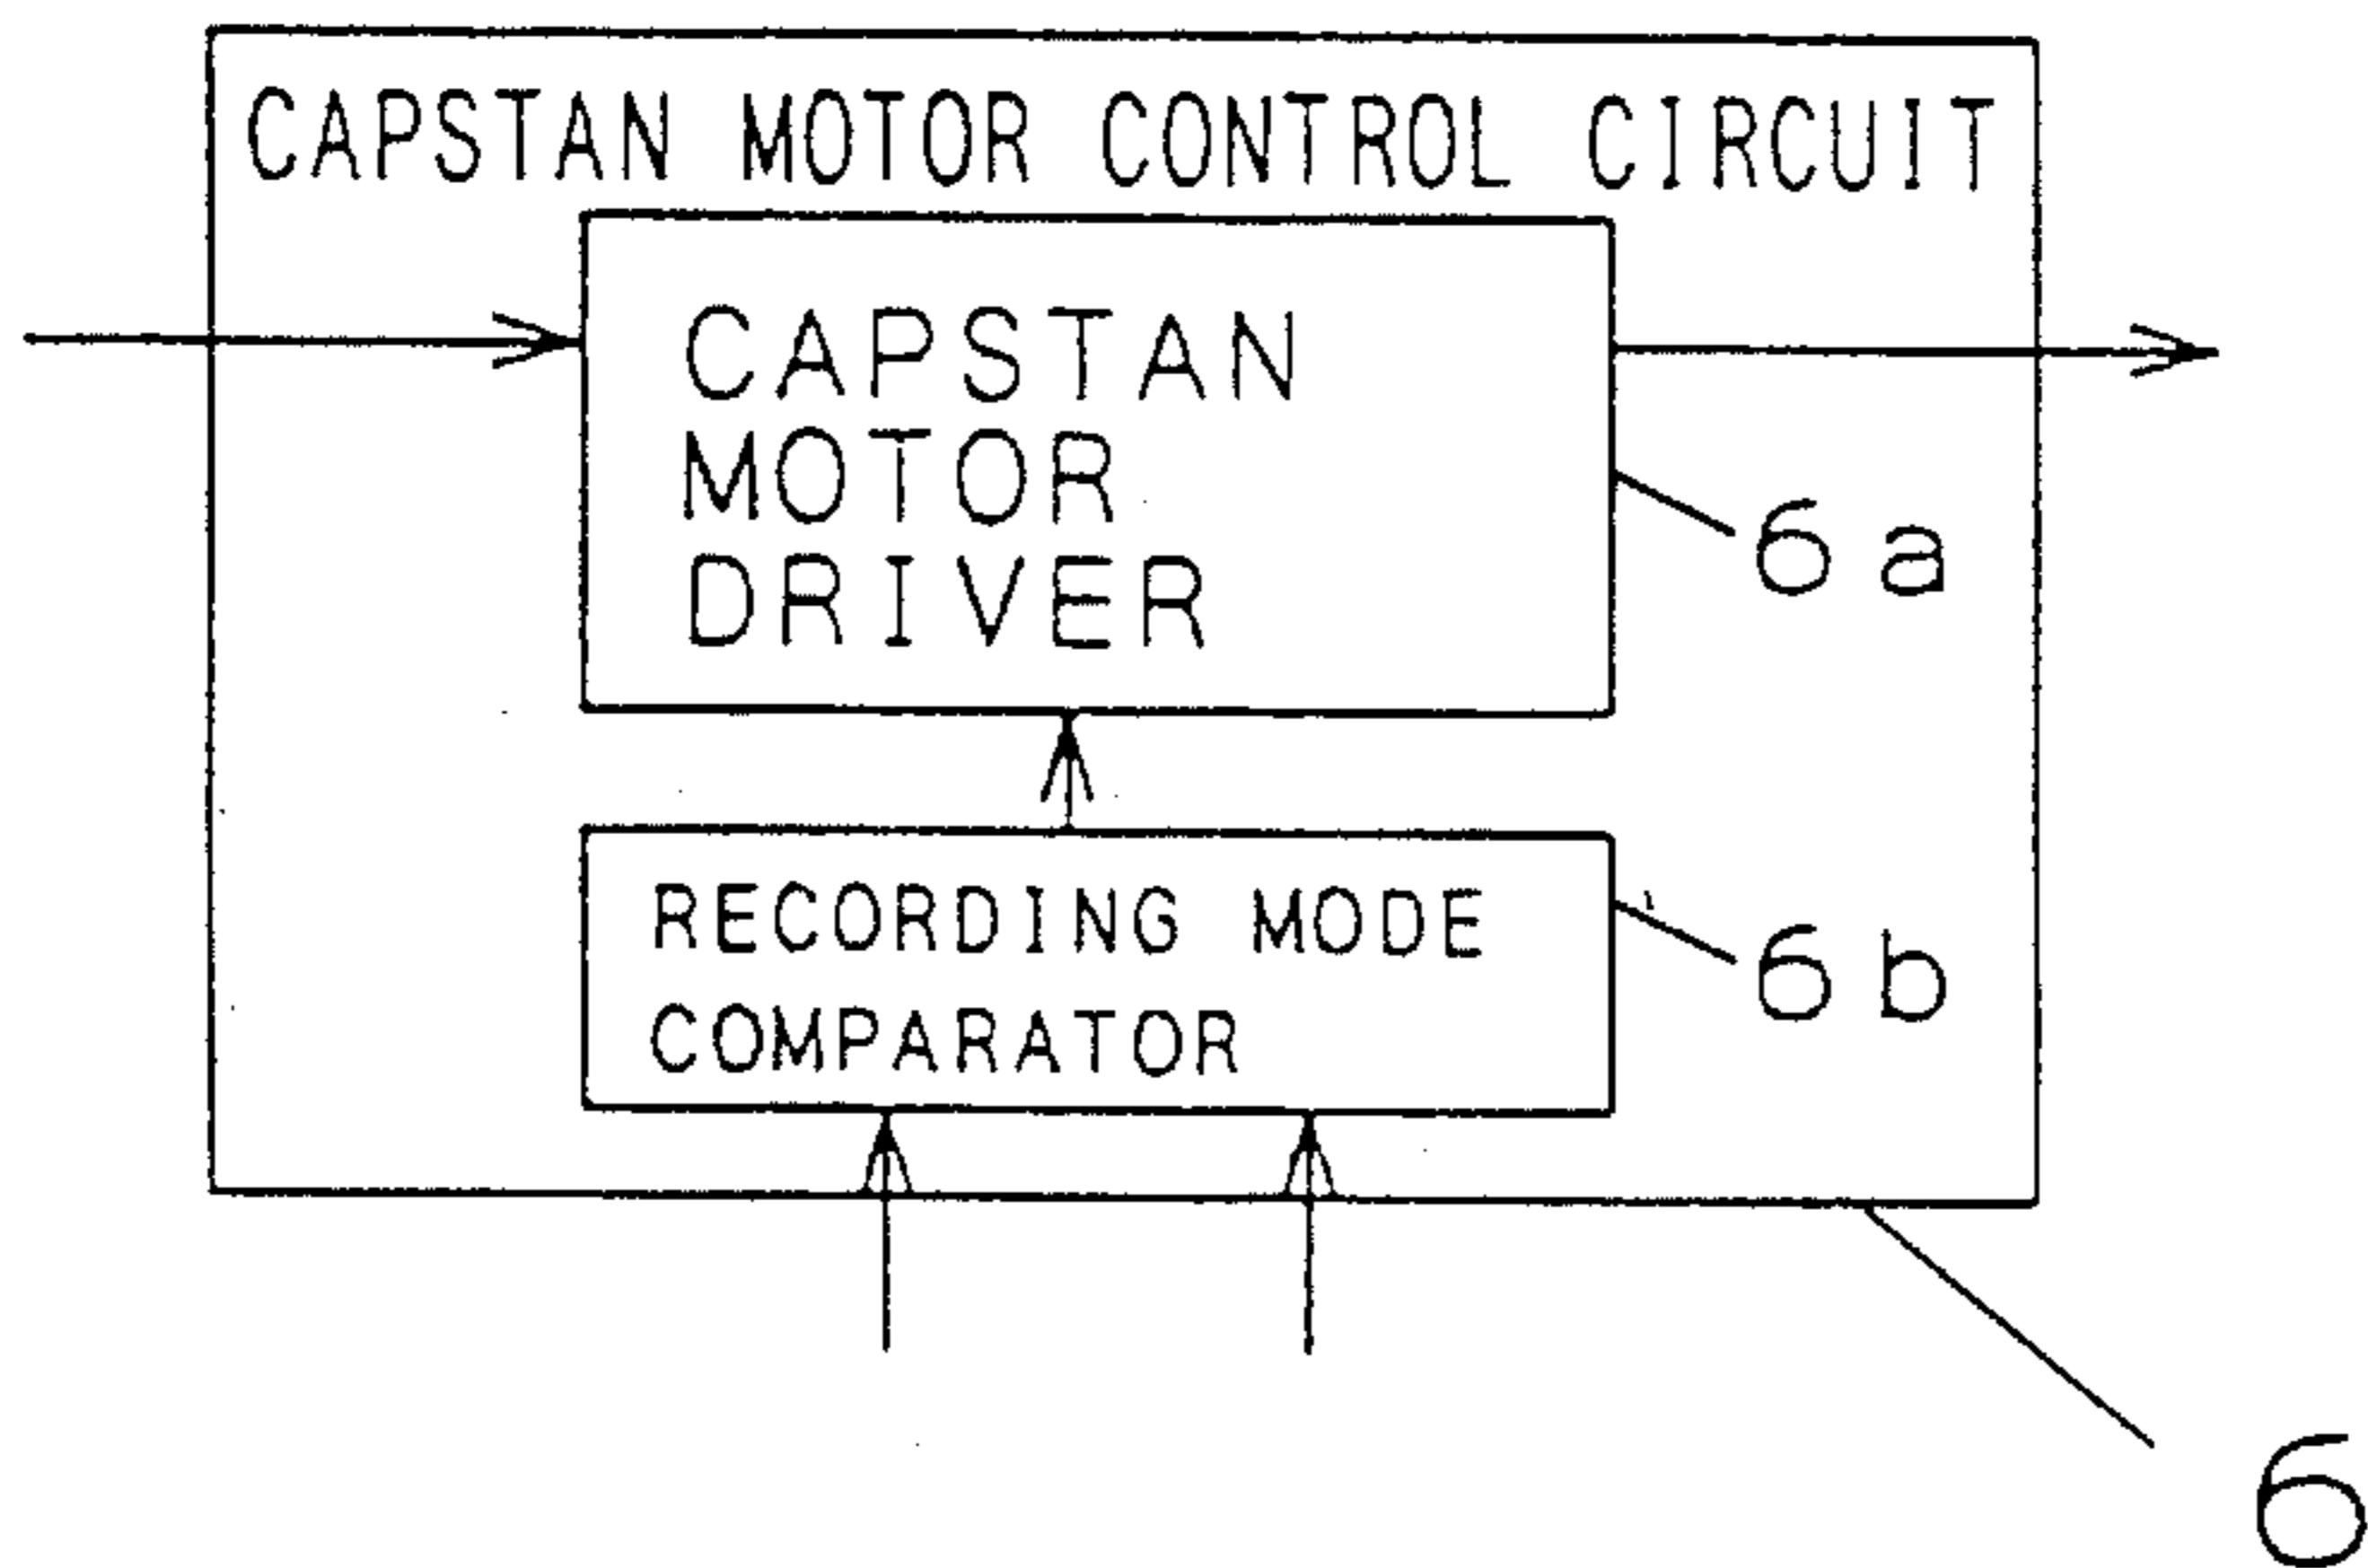 CAPSTAN MOTOR CONTROL CIRCUIT
CAPSTAN
MOTOR
DRIVER
6a
RECORDING MODE
COMPARATOR
6b
6